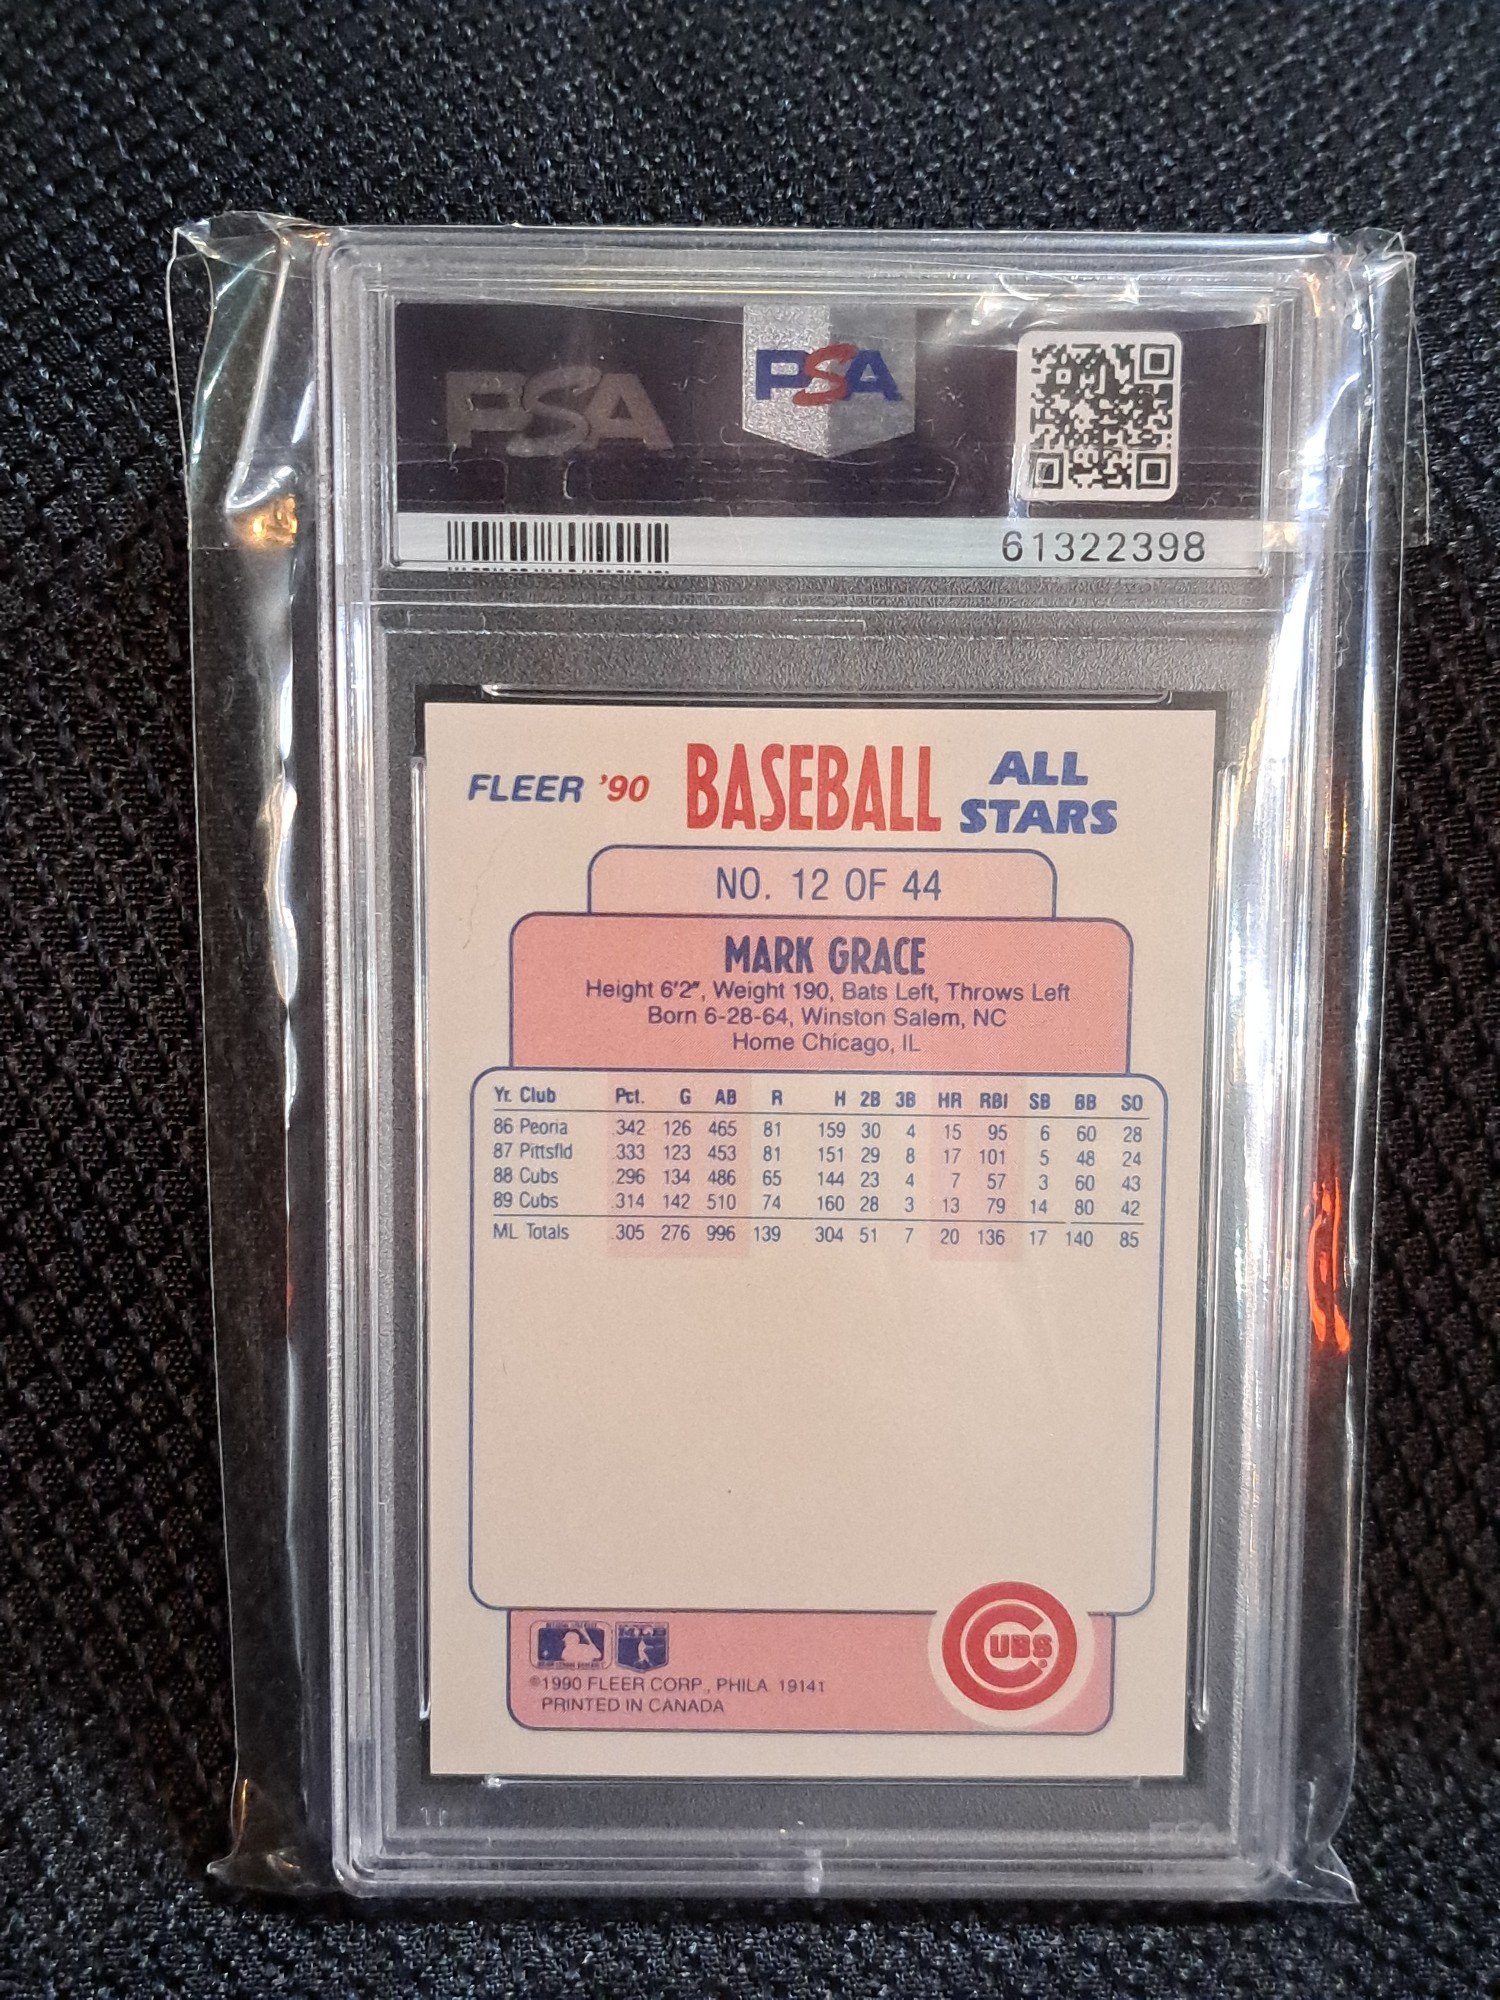 PSA
PSA
61322398
FLEER '90 BASEBALL ALL STARS
NO. 12 OF 44
MARK GRACE
Height 6'2", Weight 190, Bats Left, Throws Left
Born 6-28-64, Winston Salem, NC
Home Chicago, IL
Yr. Club Pct. G AB R H 2B 3B HR RBI SB BB SO
86 Peoria .342 126 465 81 159 30 4 15 95 6 60 28
87 Pittsfld .333 123 453 81 151 29 8 17 101 5 48 24
88 Cubs .296 134 486 65 144 23 4 7 57 3 60 43
89 Cubs .314 142 510 74 160 28 3 13 79 14 80 42
ML Totals .305 276 996 139 304 51 7 20 136 17 140 85
CUBS®
©1990 FLEER CORP., PHILA. 19141
PRINTED IN CANADA